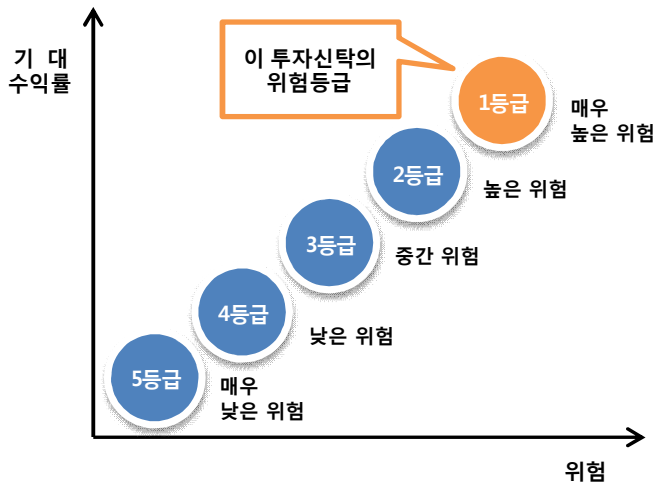 기 대
수익률
이 투자신탁의
위험등급
1등급
매우
높은 위험
2등급
높은 위험
3등급
중간 위험
4등급
낮은 위험
5등급
매우
낮은 위험
위험